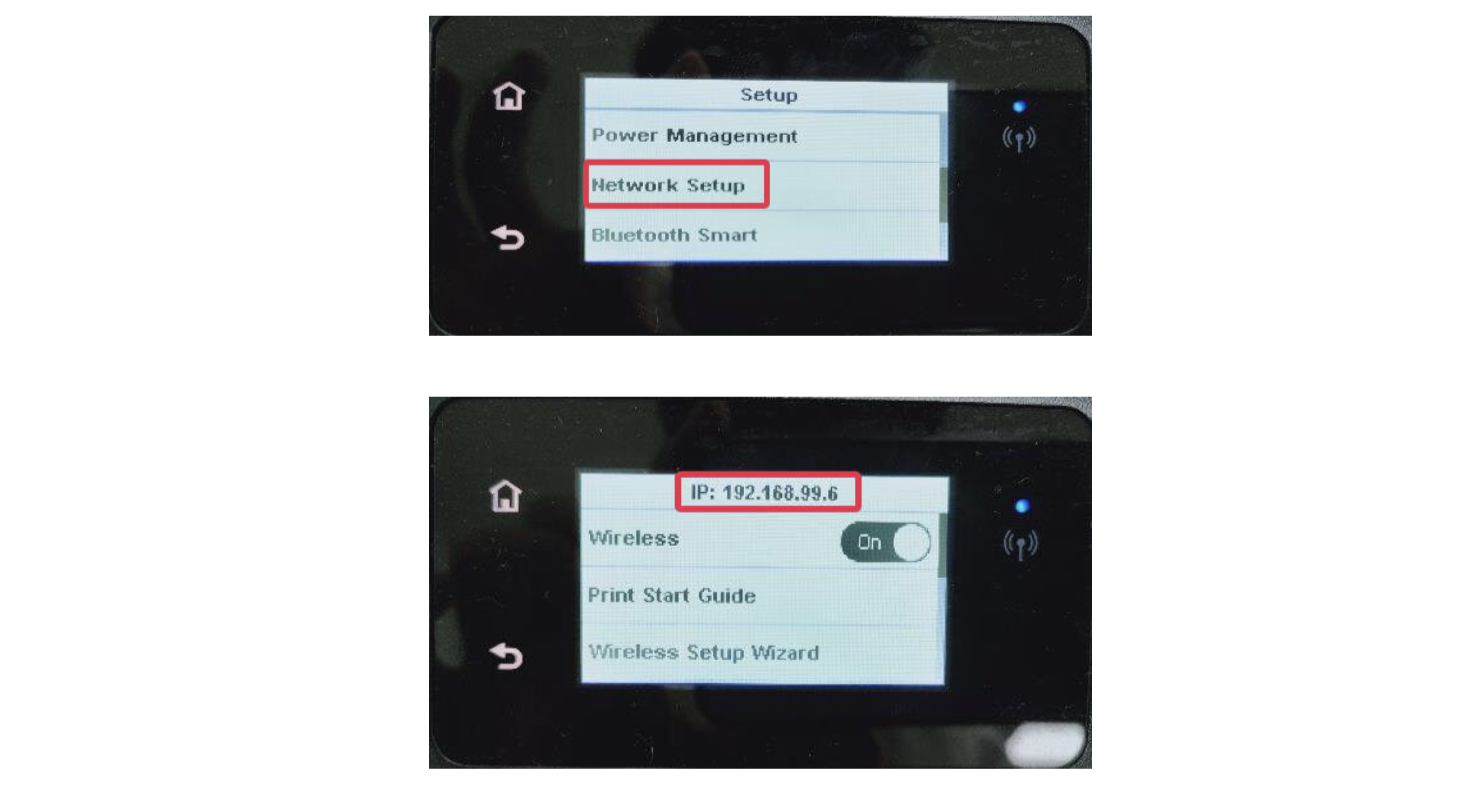 Setup
Power Management
Network Setup
Bluetooth Smart
IP: 192.168.99.6
Wireless On
Print Start Guide
Wireless Setup Wizard